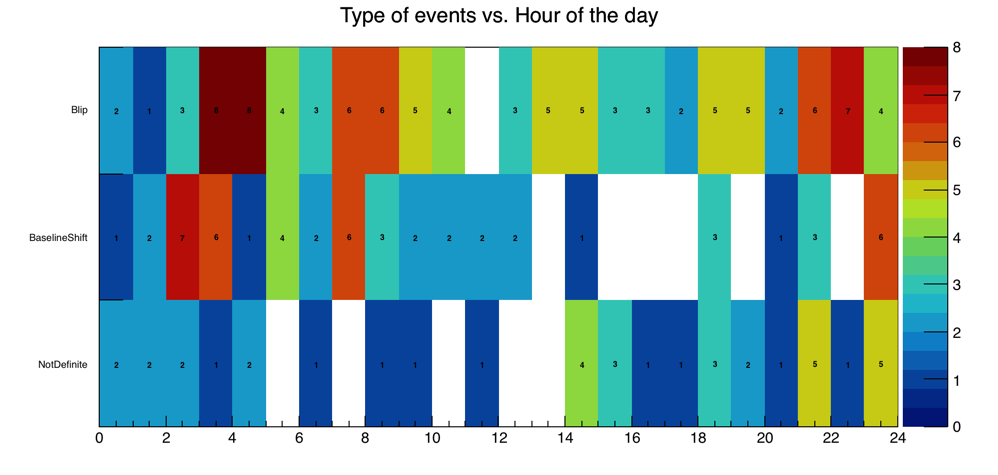 Type of events vs. Hour of the day
Blip 2 1 3 8 8 4 3 6 6 5 4 3 5 5 3 3 2 5 5 2 6 7 4
BaselineShift 1 2 7 6 1 4 2 6 3 2 2 2 2 1 3 1 3 6
NotDefinite 2 2 2 1 2 1 1 1 1 4 3 1 1 3 2 1 5 1 5
0 2 4 6 8 10 12 14 16 18 20 22 24
8
7
6
5
4
3
2
1
0